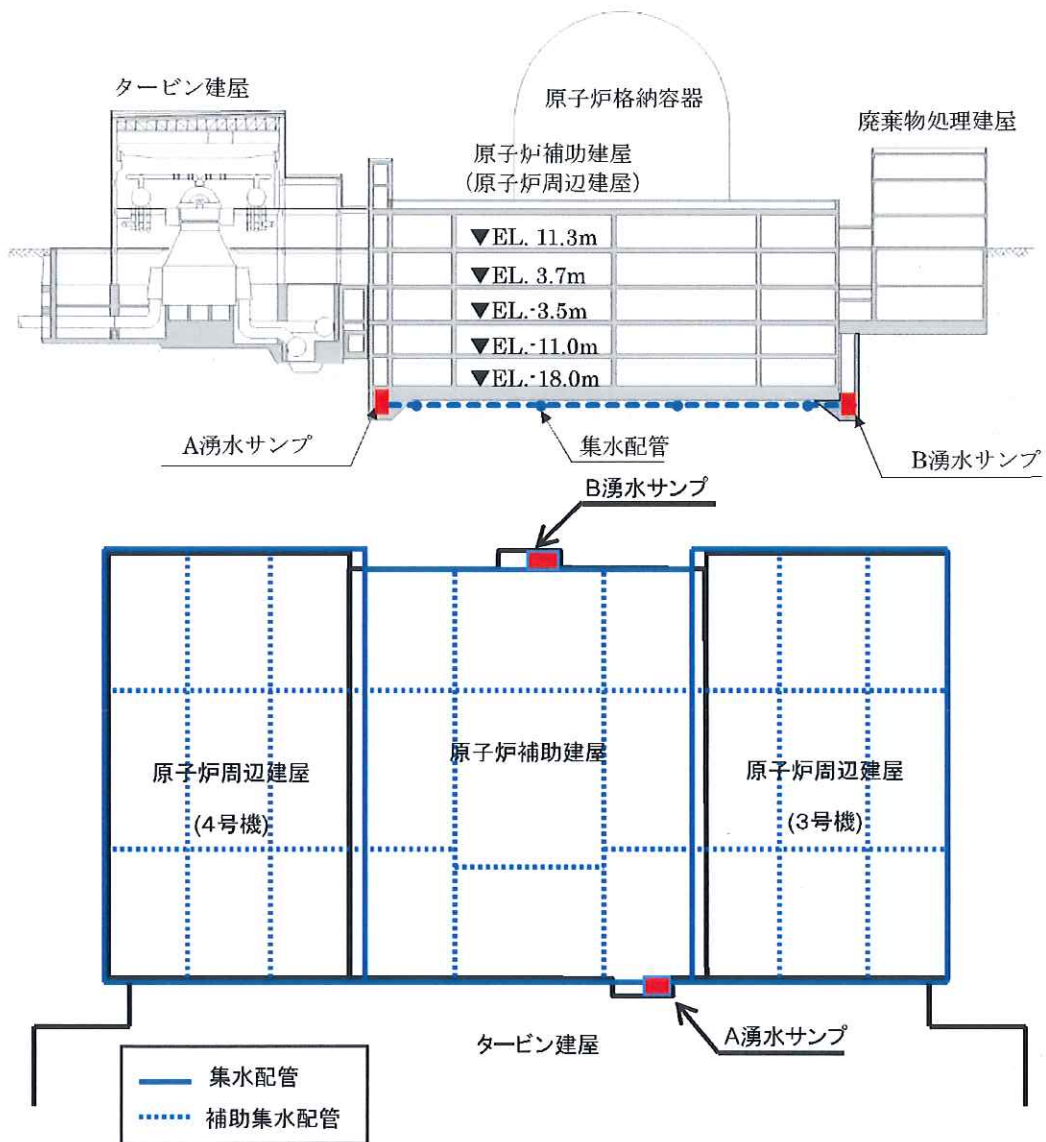 タービン建屋
原子炉格納容器
廃棄物処理建屋
原子炉補助建屋
(原子炉周辺建屋)
▼EL. 11.3m
▼EL. 3.7m
▼EL.-3.5m
▼EL.-11.0m
▼EL.-18.0m
A湧水サンプ
集水配管
B湧水サンプ
B湧水サンプ
原子炉周辺建屋
(4号機)
原子炉補助建屋
原子炉周辺建屋
(3号機)
タービン建屋
A湧水サンプ
集水配管
補助集水配管